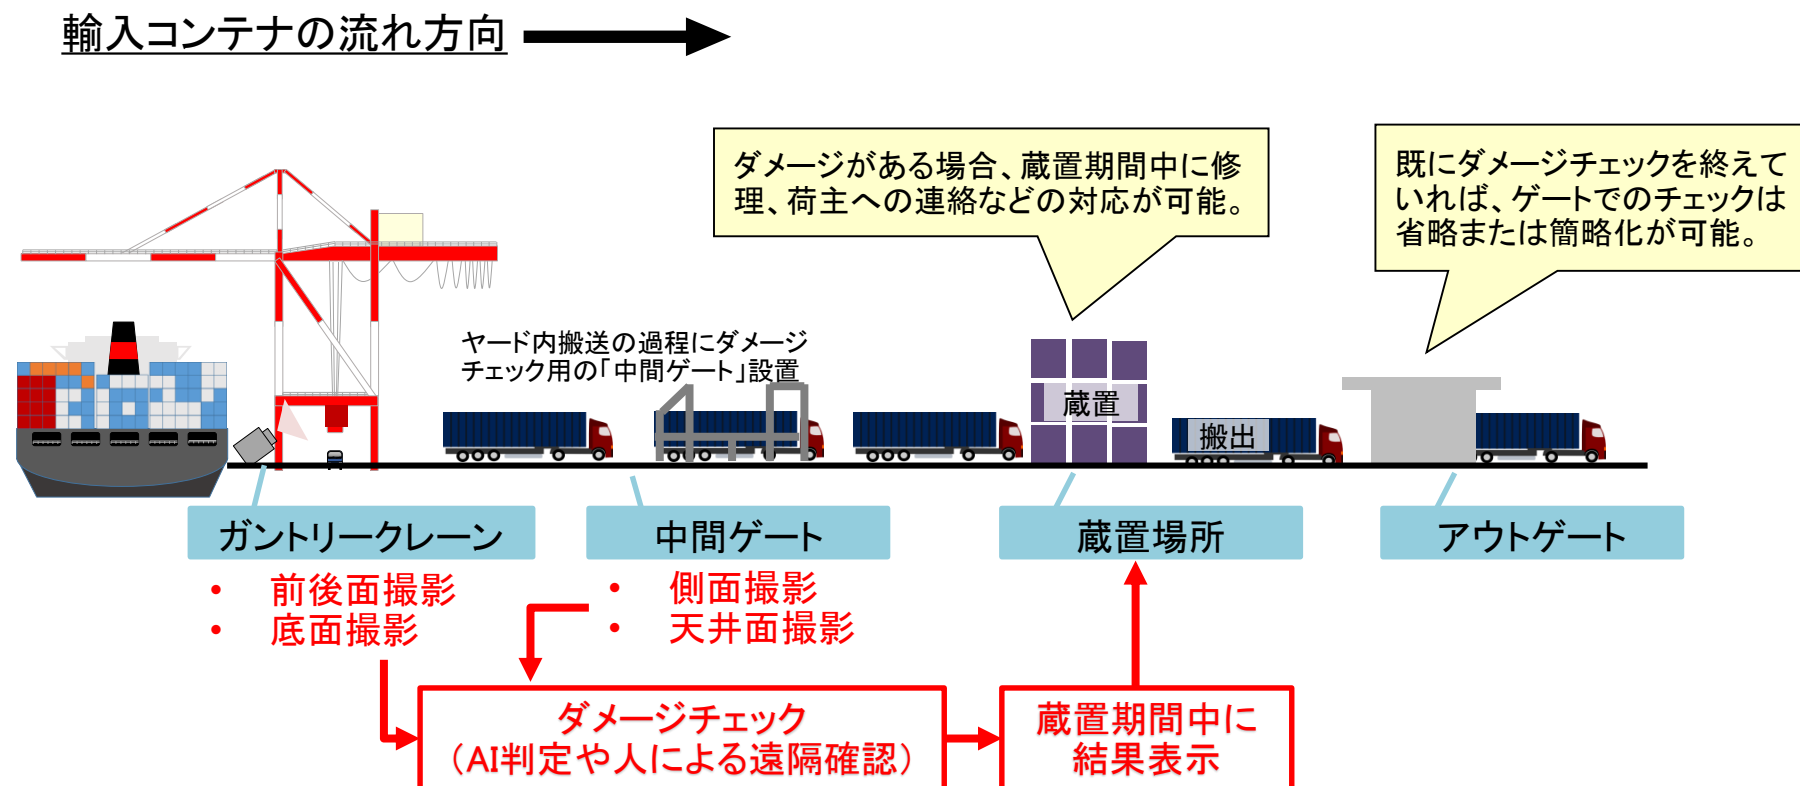 輸入コンテナの流れ方向
ダメージがある場合、蔵置期間中に修
理、荷主への連絡などの対応が可能。
既にダメージチェックを終えて
いれば、ゲートでのチェックは
省略または簡略化が可能。
ヤード内搬送の過程にダメージ
チェック用の「中間ゲート」設置
蔵置
搬出
ガントリークレーン
中間ゲート
蔵置場所
アウトゲート
• 前後面撮影
• 底面撮影
• 側面撮影
• 天井面撮影
ダメージチェック
（AI判定や人による遠隔確認）
蔵置期間中に
結果表示